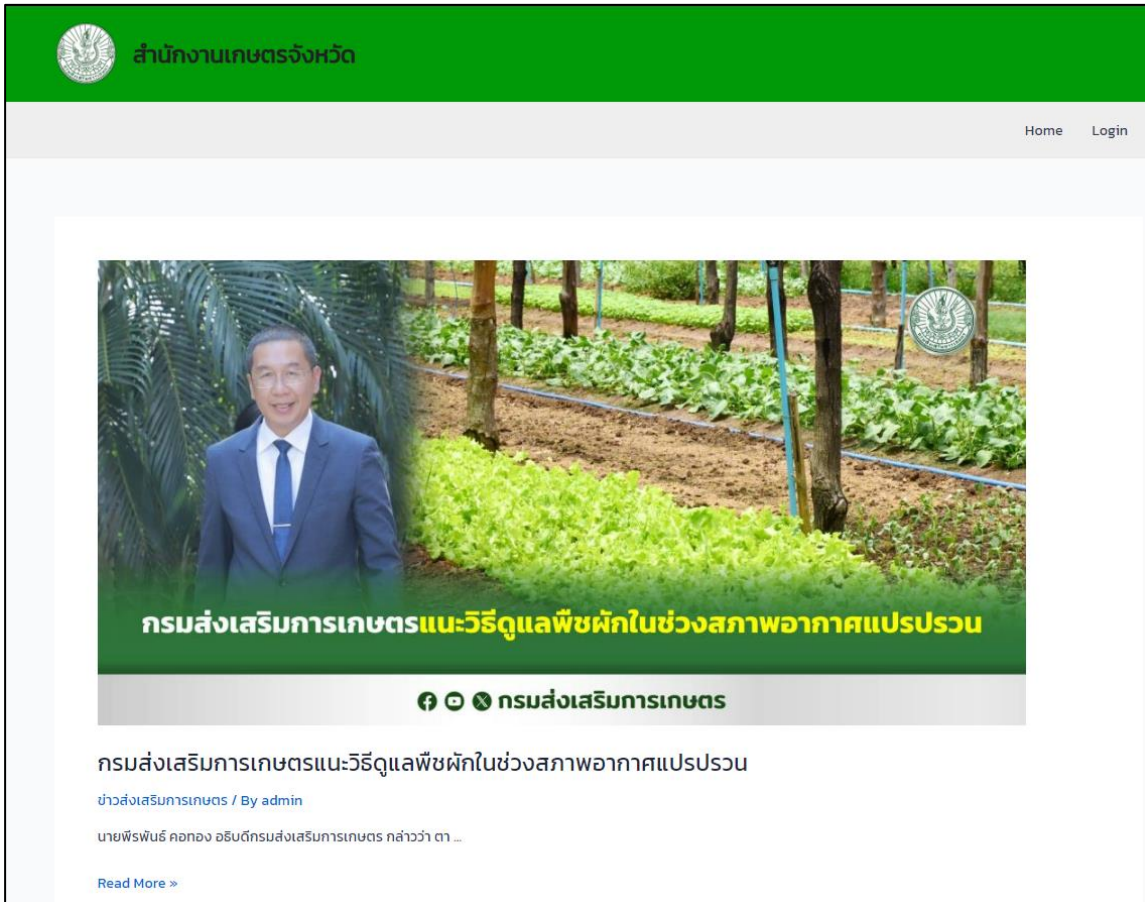 สำนักงานเกษตรจังหวัด
Home Login
กรมส่งเสริมการเกษตรแนะวิธีดูแลพืชผักในช่วงสภาพอากาศแปรปรวน
กรมส่งเสริมการเกษตร
กรมส่งเสริมการเกษตรแนะวิธีดูแลพืชผักในช่วงสภาพอากาศแปรปรวน
ข่าวส่งเสริมการเกษตร / By admin
นายพีรพันธ์ คอทอง อธิบดีกรมส่งเสริมการเกษตร กล่าวว่า ตา …
Read More »